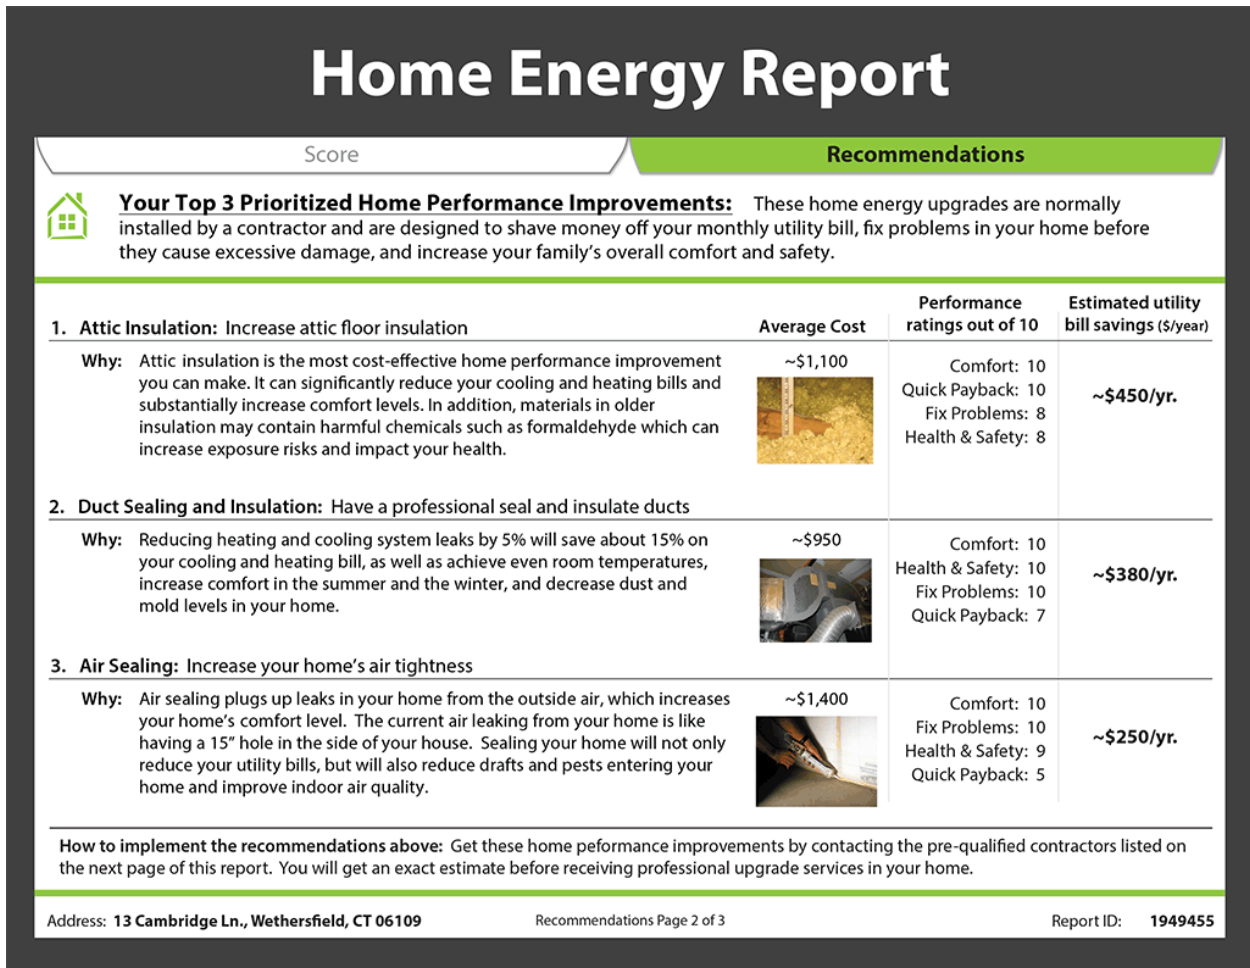 Home Energy Report
Score
Recommendations
Your Top 3 Prioritized Home Performance Improvements: These home energy upgrades are normally
installed by a contractor and are designed to shave money off your monthly utility bill, fix problems in your home before
they cause excessive damage, and increase your family's overall comfort and safety.
1. Attic Insulation: Increase attic floor insulation
Average Cost
Performance
ratings out of 10
Estimated utility
bill savings ($/year)
Why: Attic insulation is the most cost-effective home performance improvement
you can make. It can significantly reduce your cooling and heating bills and
substantially increase comfort levels. In addition, materials in older
insulation may contain harmful chemicals such as formaldehyde which can
increase exposure risks and impact your health.
~$1,100
Comfort: 10
Quick Payback: 10
Fix Problems: 8
Health & Safety: 8
~$450/yr.
2. Duct Sealing and Insulation: Have a professional seal and insulate ducts
Why: Reducing heating and cooling system leaks by 5% will save about 15% on
your cooling and heating bill, as well as achieve even room temperatures,
increase comfort in the summer and the winter, and decrease dust and
mold levels in your home.
~$950
Comfort: 10
Health & Safety: 10
Fix Problems: 10
Quick Payback: 7
~$380/yr.
3. Air Sealing: Increase your home's air tightness
Why: Air sealing plugs up leaks in your home from the outside air, which increases
your home's comfort level. The current air leaking from your home is like
having a 15" hole in the side of your house. Sealing your home will not only
reduce your utility bills, but will also reduce drafts and pests entering your
home and improve indoor air quality.
~$1,400
Comfort: 10
Fix Problems: 10
Health & Safety: 9
Quick Payback: 5
~$250/yr.
How to implement the recommendations above: Get these home peformance improvements by contacting the pre-qualified contractors listed on
the next page of this report. You will get an exact estimate before receiving professional upgrade services in your home.
Address: 13 Cambridge Ln., Wethersfield, CT 06109
Recommendations Page 2 of 3
Report ID: 1949455